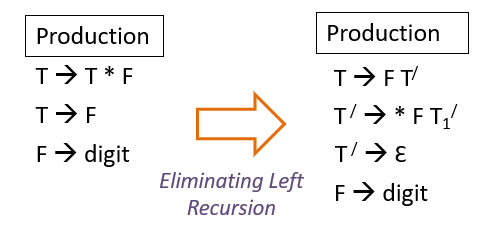 Production
T → T * F
T → F
F → digit
Eliminating Left
Recursion
Production
T → F T/
T / → * F T1/
T / → Ɛ
F → digit